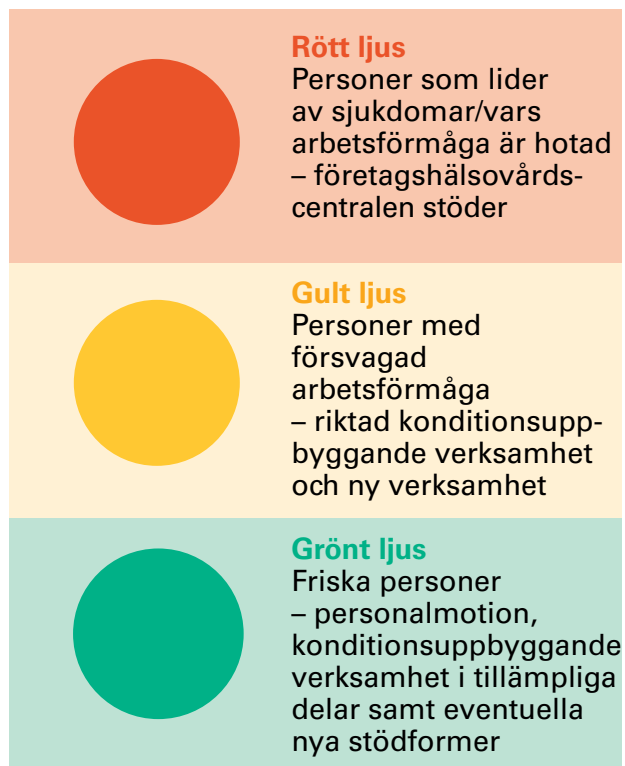 Rött ljus
Personer som lider
av sjukdomar/vars
arbetsförmåga är hotad
– företagshälsovårds-
centralen stöder
Gult ljus
Personer med
försvagad
arbetsförmåga
– riktad konditionsupp-
byggande verksamhet
och ny verksamhet
Grönt ljus
Friska personer
– personalmotion,
konditionsuppbyggande
verksamhet i tillämpliga
delar samt eventuella
nya stödformer